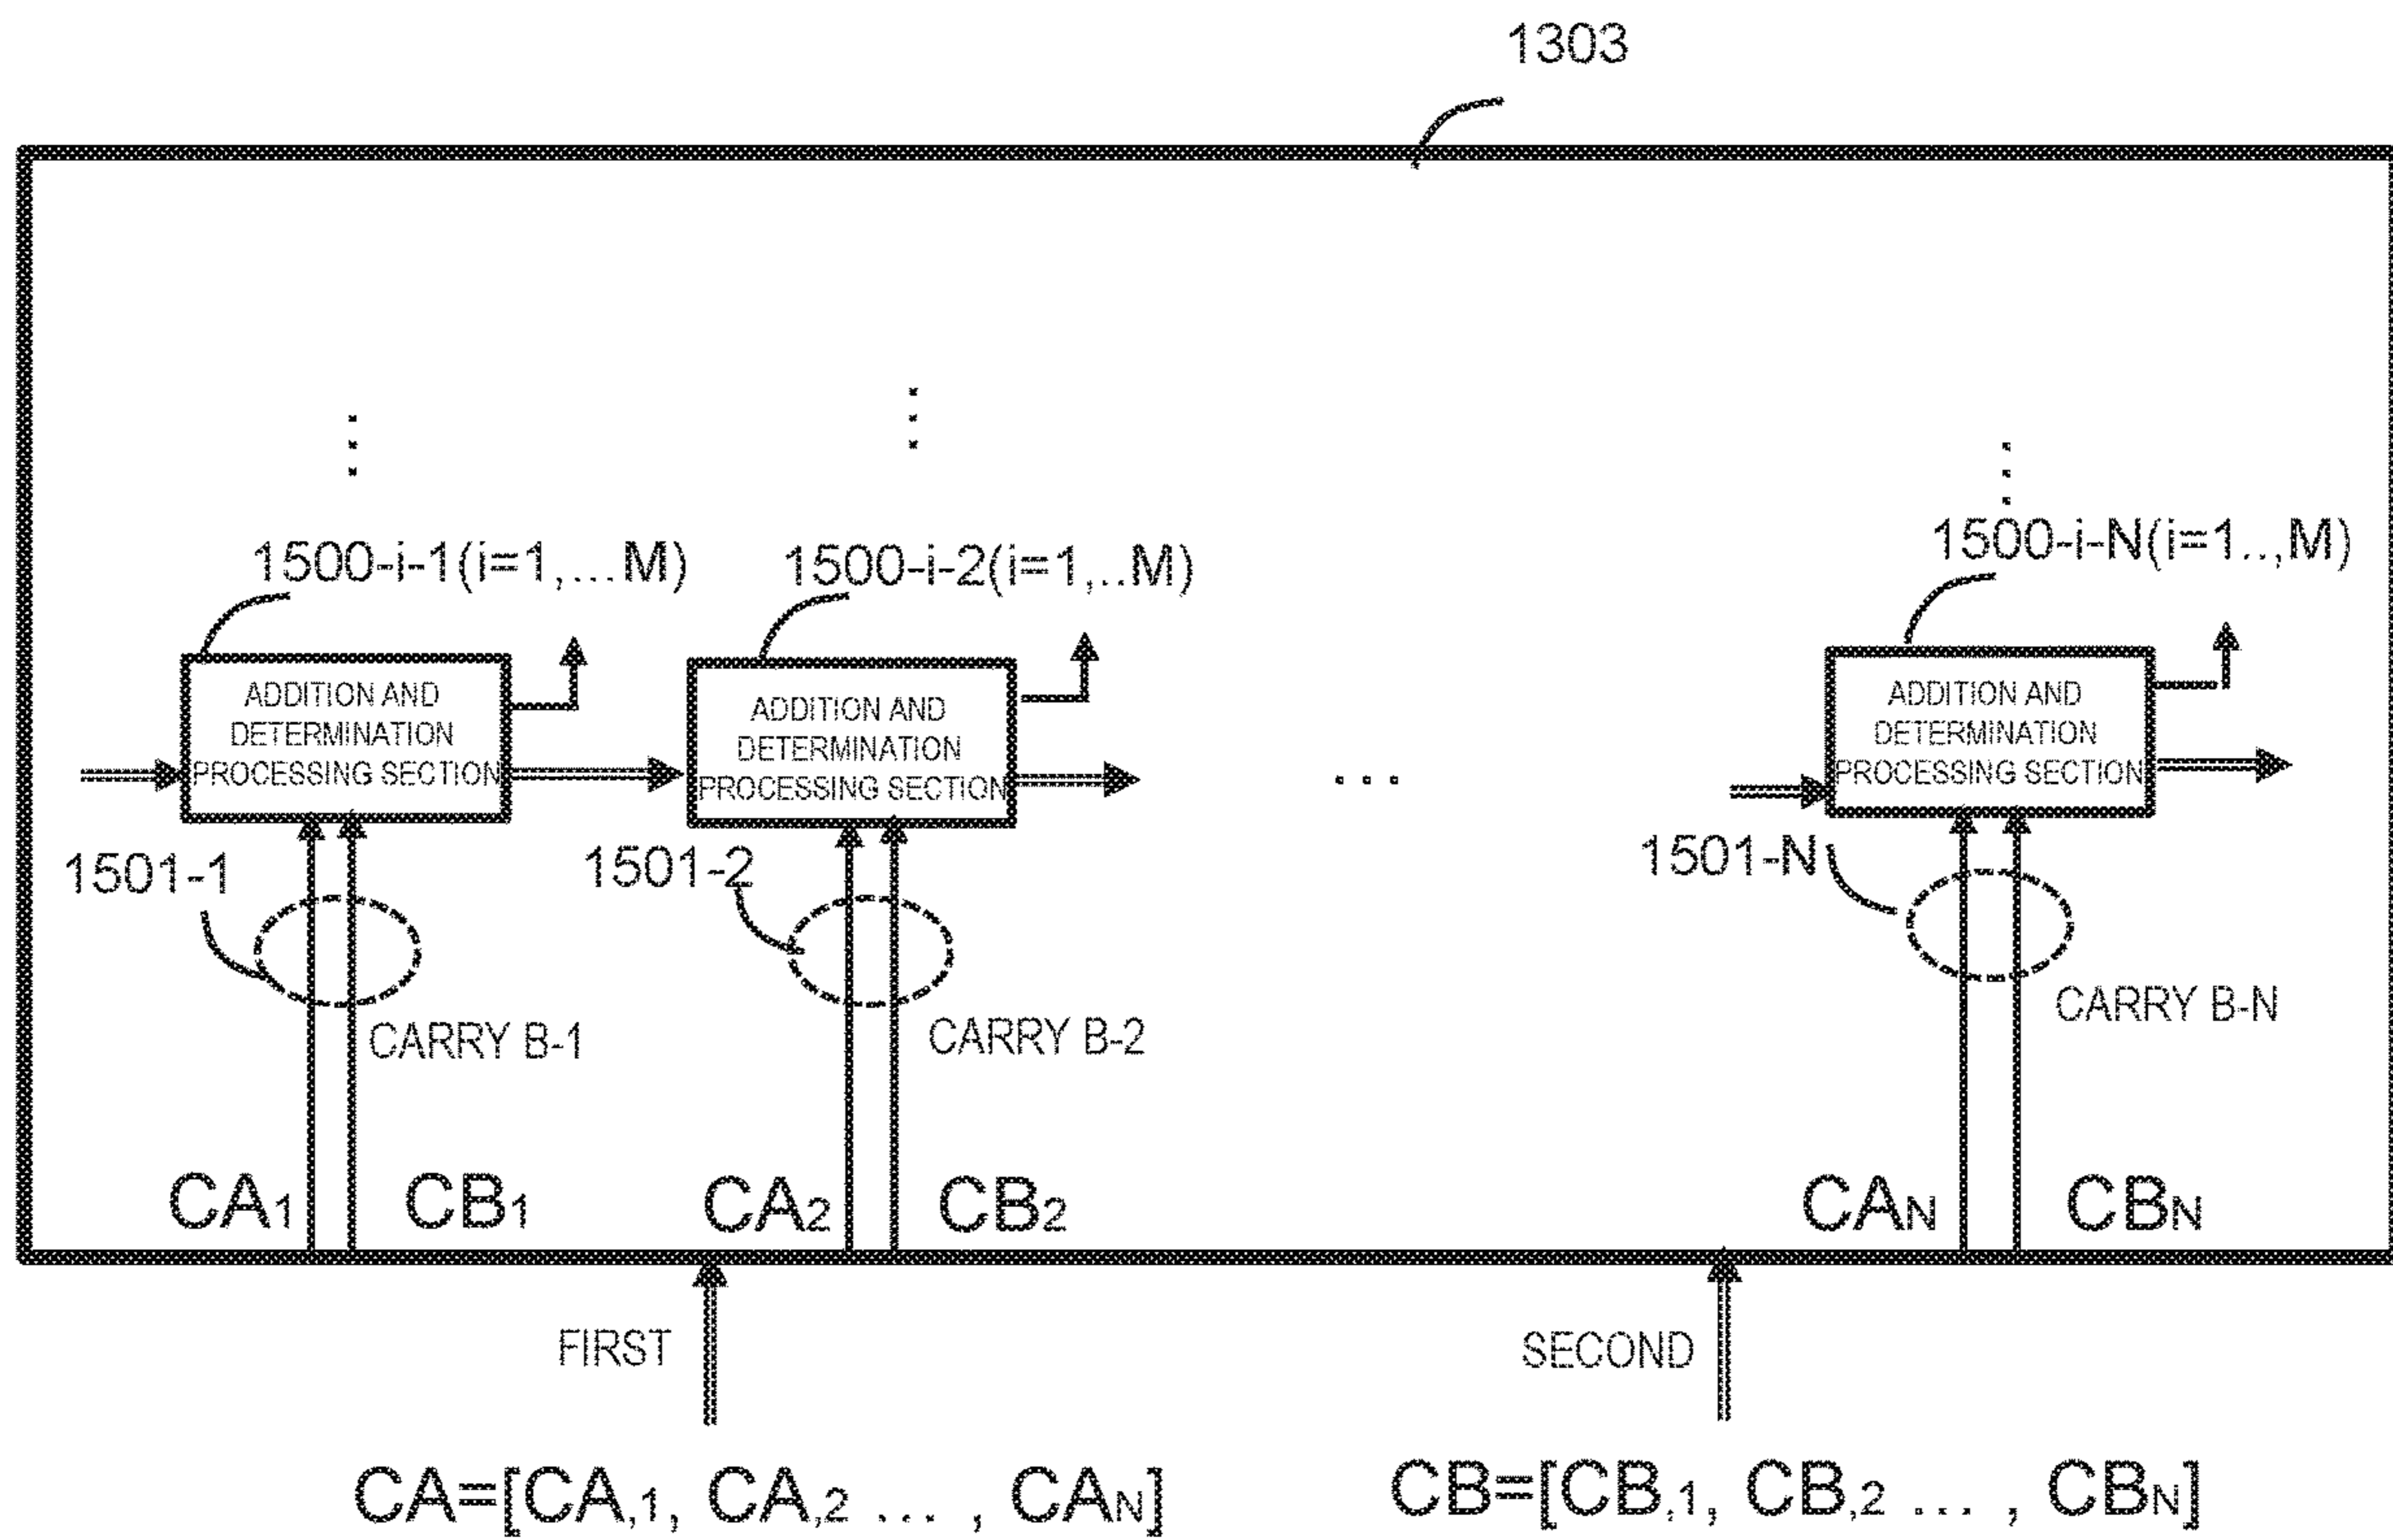 1303
1500-i-1(i=1,...M)
1500-i-2(i=1,..M)
1500-i-N(i=1..,M)
ADDITION AND
DETERMINATION
PROCESSING SECTION
ADDITION AND
DETERMINATION
PROCESSING SECTION
...
ADDITION AND
DETERMINATION
PROCESSING SECTION
1501-1
1501-2
1501-N
CARRY B-1
CARRY B-2
CARRY B-N
CA1
CB1
CA2
CB2
CAN
CBN
FIRST
SECOND
CA=[CA,1, CA,2 ... , CAN]
CB=[CB,1, CB,2 ... , CBN]